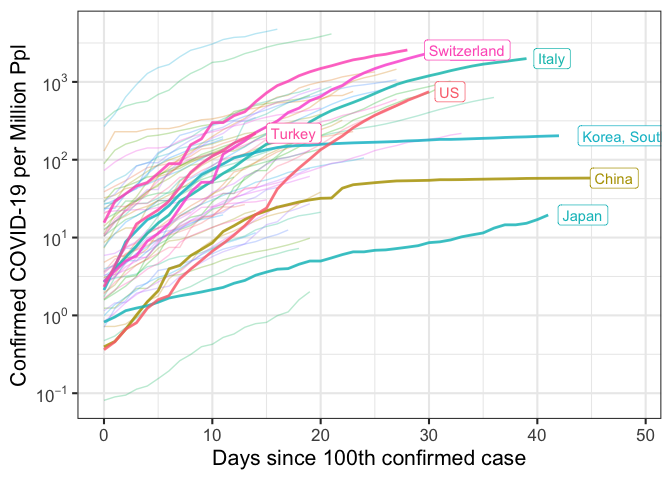 Confirmed COVID-19 per Million Ppl
10³
10²
10¹
10⁰
10⁻¹
Switzerland
Italy
US
Turkey
Korea, Sout
China
Japan
0 10 20 30 40 50
Days since 100th confirmed case